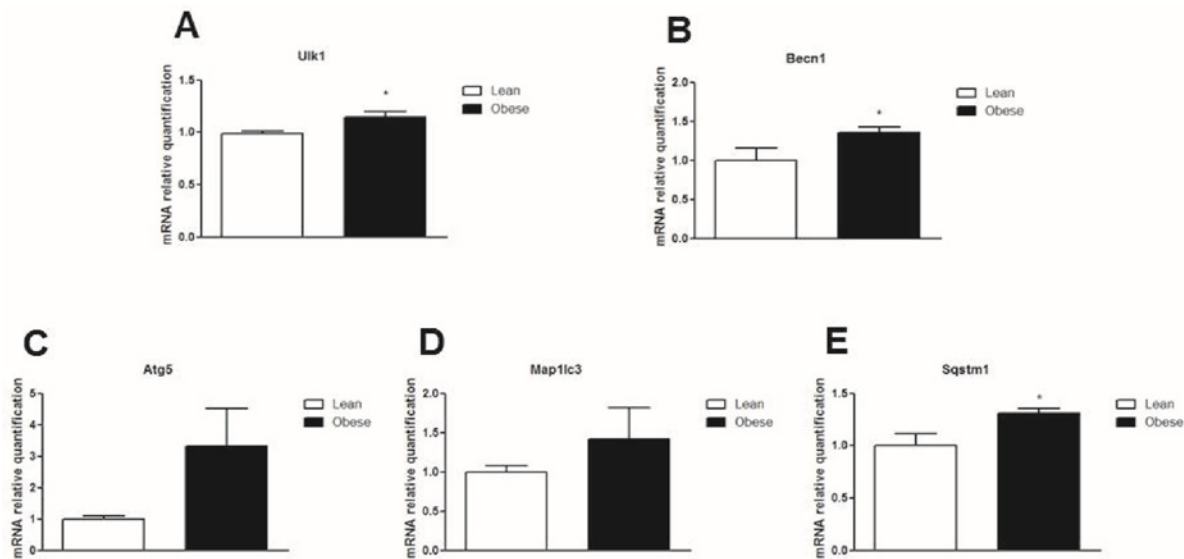 A
Ulk1
mRNA relative quantification
1.5
1.0
0.5
0.0
*
Lean
Obese
B
Becn1
mRNA relative quantification
2.0
1.5
1.0
0.5
0.0
*
Lean
Obese
C
Atg5
mRNA relative quantification
5
4
3
2
1
0
Lean
Obese
D
Map1lc3
mRNA relative quantification
2.0
1.5
1.0
0.5
0.0
Lean
Obese
E
Sqstm1
mRNA relative quantification
1.5
1.0
0.5
0.0
*
Lean
Obese